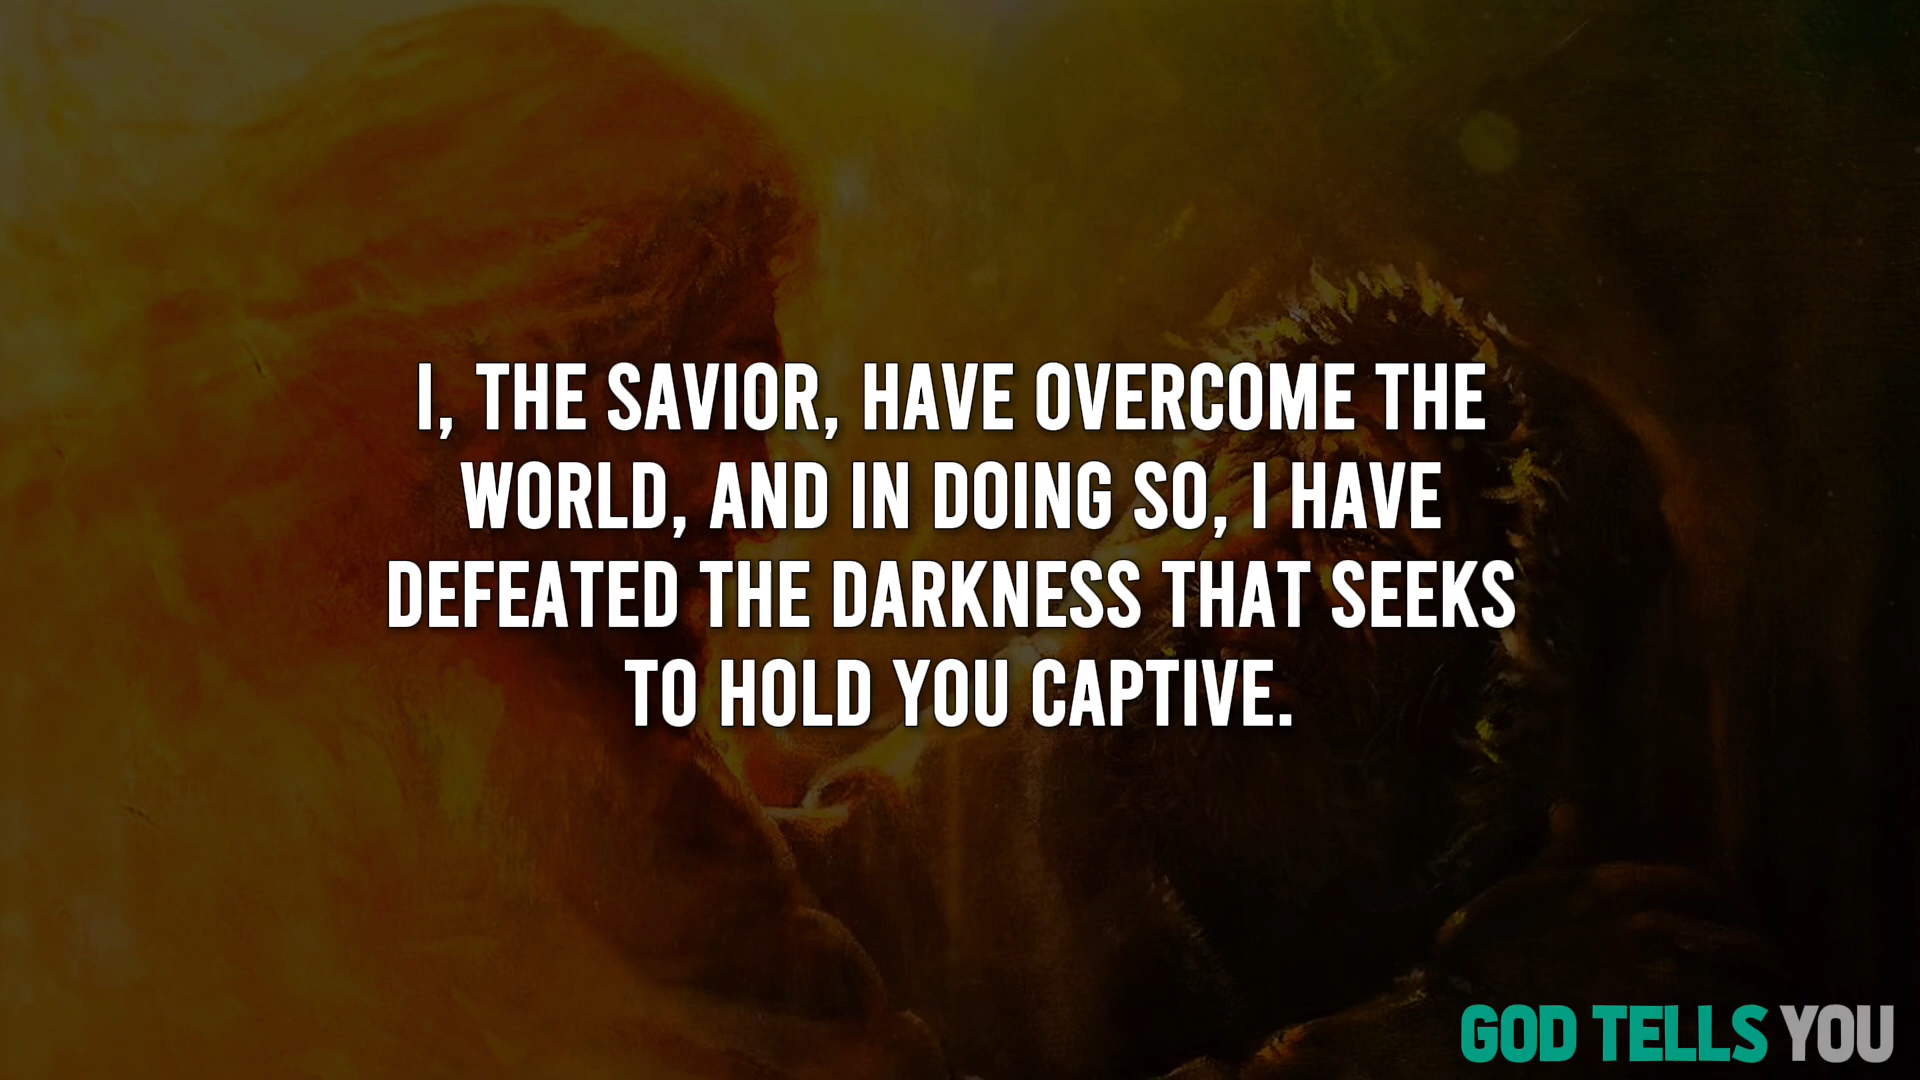 I, THE SAVIOR, HAVE OVERCOME THE
WORLD, AND IN DOING SO, I HAVE
DEFEATED THE DARKNESS THAT SEEKS
TO HOLD YOU CAPTIVE.
GOD TELLS YOU